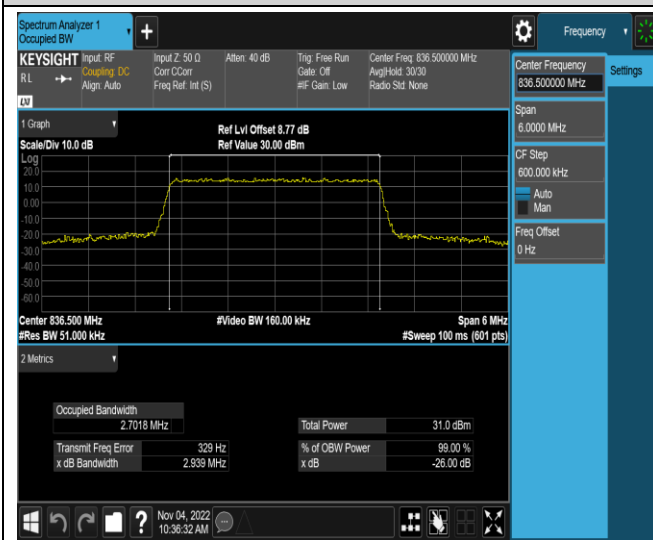 Spectrum Analyzer 1
Occupied BW
+
Frequency
KEYSIGHT
RL
LXI
Input: RF
Coupling: DC
Align: Auto
Input Z: 50 Ω
Corr CCorr
Freq Ref: Int (S)
Atten: 40 dB
Trig: Free Run
Gate: Off
#IF Gain: Low
Center Freq: 836.500000 MHz
Avg|Hold: 30/30
Radio Std: None
Center Frequency
836.500000 MHz
Settings
Span
6.0000 MHz
CF Step
600.000 kHz
Auto
Man
Freq Offset
0 Hz
1 Graph
Scale/Div 10.0 dB
Ref Lvl Offset 8.77 dB
Ref Value 30.00 dBm
Log
20.0
10.0
0.00
-10.0
-20.0
-30.0
-50.0
-60.0
Center 836.500 MHz
#Video BW 160.00 kHz
Span 6 MHz
#Res BW 51.000 kHz
#Sweep 100 ms (601 pts)
2 Metrics
Occupied Bandwidth
2.7018 MHz
Total Power 31.0 dBm
Transmit Freq Error 329 Hz
% of OBW Power 99.00 %
x dB Bandwidth 2.939 MHz
x dB -26.00 dB
?
Nov 04, 2022
10:36:32 AM